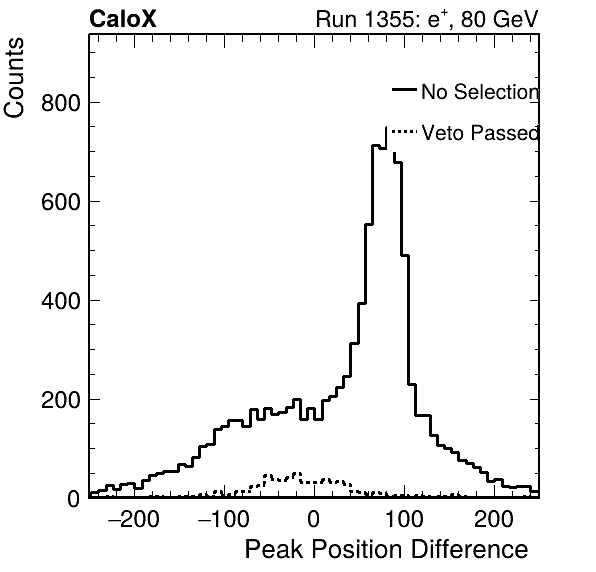 CaloX Run 1355: e⁺, 80 GeV
Counts
No Selection
Veto Passed
800
600
400
200
0
−200 −100 0 100 200
Peak Position Difference